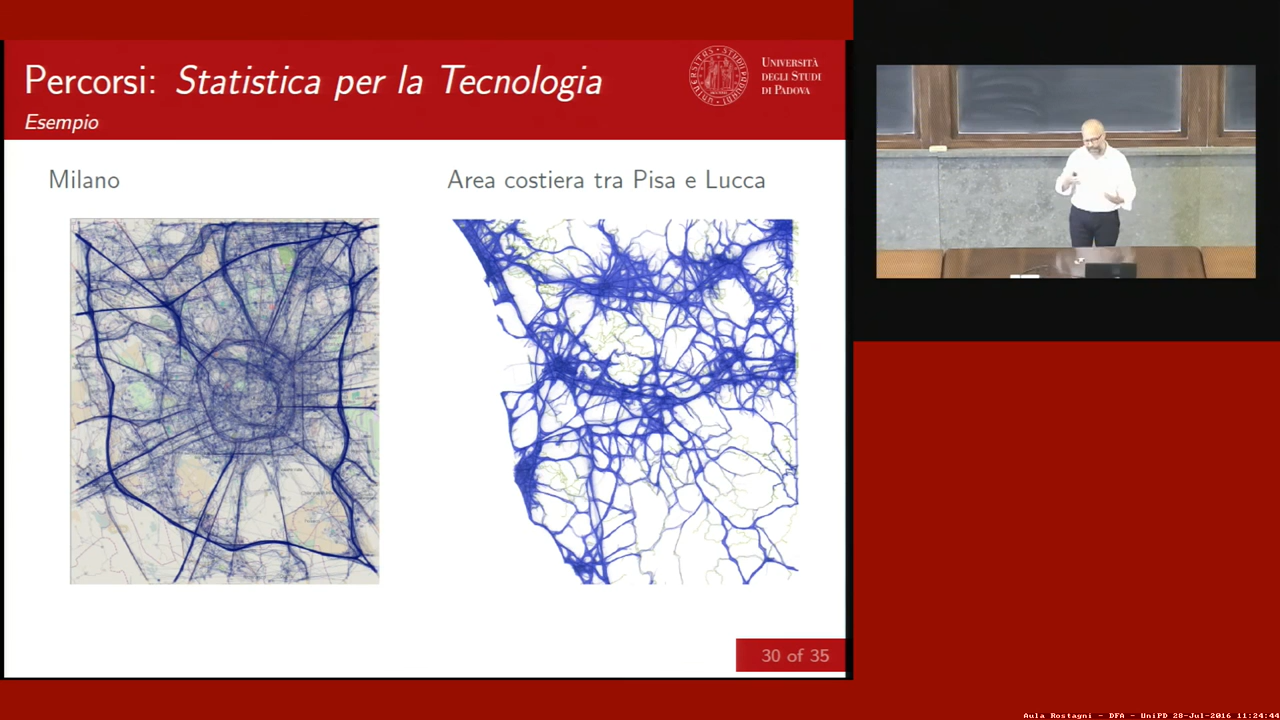 Percorsi: Statistica per la Tecnologia
Esempio
UNIVERSITÀ
DEGLI STUDI
DI PADOVA
Milano
Area costiera tra Pisa e Lucca
30 of 35
Aula Rostagni - DFA - UniPD 28-Jul-2016 11:24:44